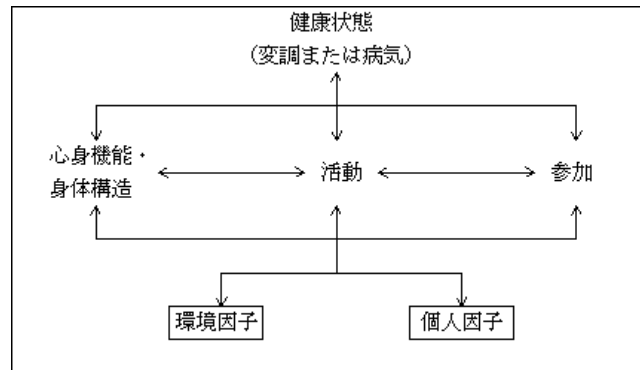 健康状態
(変調または病気)
心身機能・
身体構造
活動
参加
環境因子
個人因子